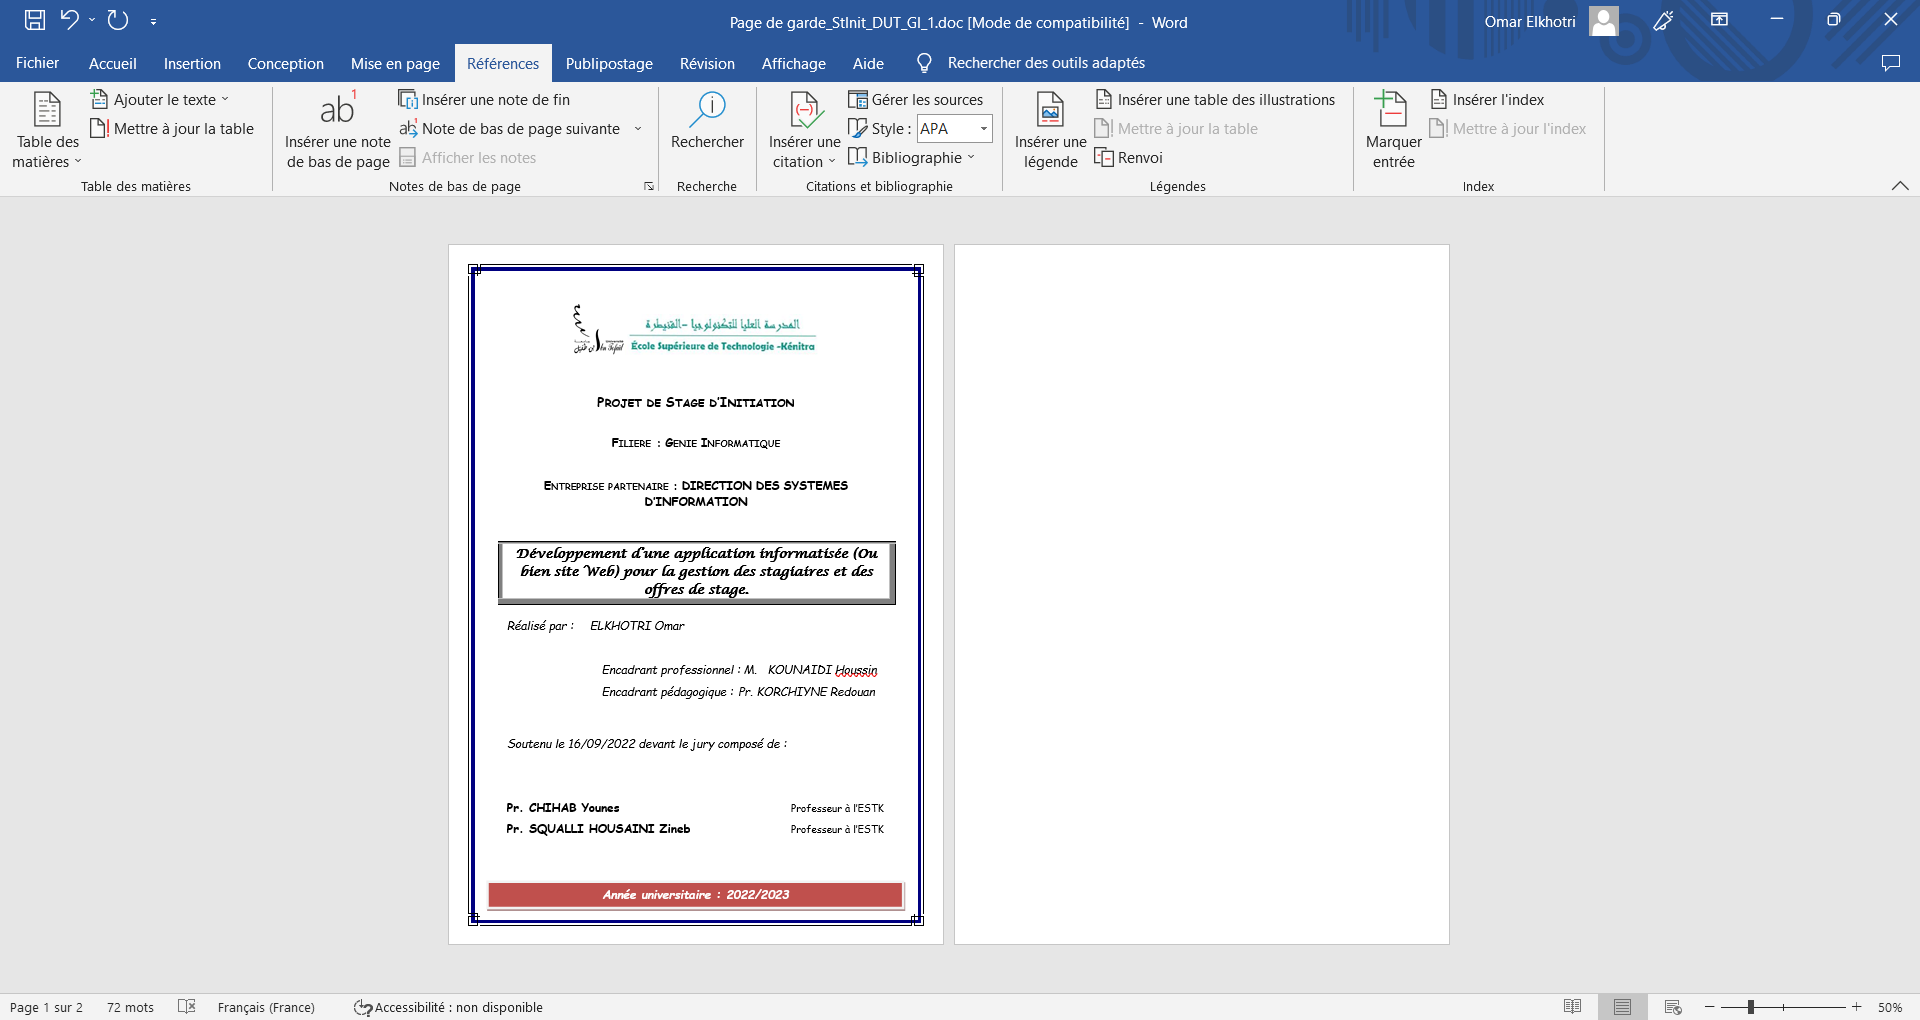 Page de garde_StInit_DUT_GI_1.doc [Mode de compatibilité] - Word
Omar Elkhotri
Fichier Accueil Insertion Conception Mise en page Références Publipostage Révision Affichage Aide Rechercher des outils adaptés
Table des matières
Ajouter le texte
Mettre à jour la table
Table des matières
ab1
Insérer une note de bas de page
Insérer une note de fin
Note de bas de page suivante
Afficher les notes
Notes de bas de page
Rechercher
Recherche
Insérer une citation
Gérer les sources
Style : APA
Bibliographie
Citations et bibliographie
Insérer une légende
Insérer une table des illustrations
Mettre à jour la table
Renvoi
Légendes
Marquer entrée
Insérer l'index
Mettre à jour l'index
Index
المدرسة العليا للتكنولوجيا -القنيطرة
École Supérieure de Technologie -Kénitra
PROJET DE STAGE D'INITIATION
FILIERE : GENIE INFORMATIQUE
ENTREPRISE PARTENAIRE : DIRECTION DES SYSTEMES
D'INFORMATION
Développement d'une application informatisée (Ou
bien site Web) pour la gestion des stagiaires et des
offres de stage.
Réalisé par : ELKHOTRI Omar
Encadrant professionnel : M. KOUNAIDI Houssin
Encadrant pédagogique : Pr. KORCHIYNE Redouan
Soutenu le 16/09/2022 devant le jury composé de :
Pr. CHIHAB Younes Professeur à l'ESTK
Pr. SQUALLI HOUSAINI Zineb Professeur à l'ESTK
Année universitaire : 2022/2023
Page 1 sur 2 72 mots Français (France) Accessibilité : non disponible 50%